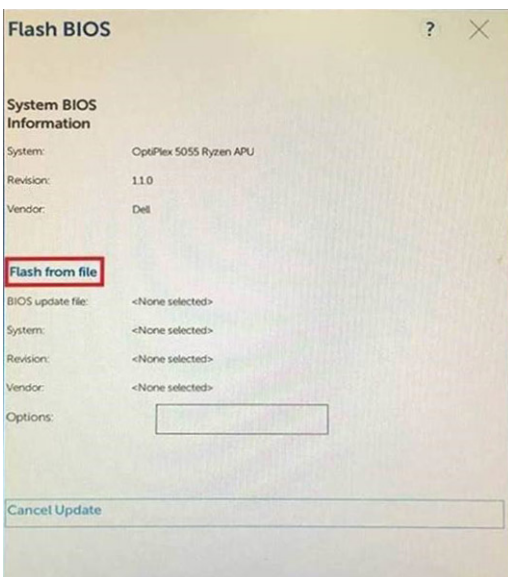 Flash BIOS ?
System BIOS
Information
System: OptiPlex 5055 Ryzen APU
Revision: 1.1.0
Vendor: Dell
Flash from file
BIOS update file: <None selected>
System: <None selected>
Revision: <None selected>
Vendor: <None selected>
Options:
Cancel Update